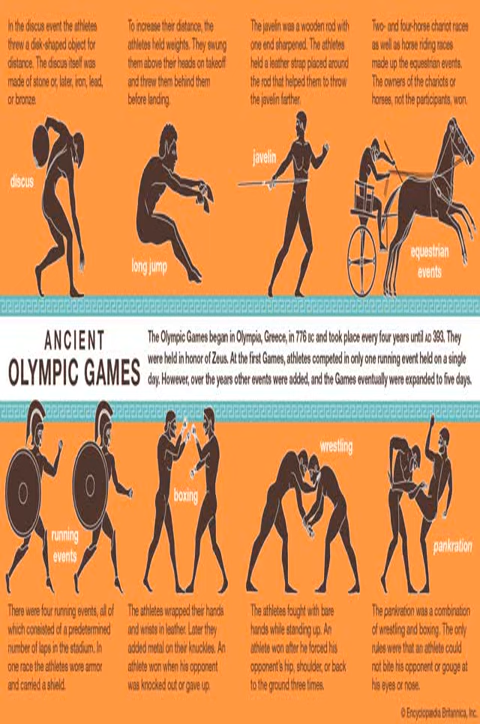 In the discus event the athletes
threw a disk-shaped object for
distance. The discus itself was
made of stone or, later, iron, lead,
or bronze.
To increase their distance, the
athletes held weights. They swung
them above their heads on takeoff
and threw them behind them
before landing.
The javelin was a wooden rod with
one end sharpened. The athletes
held a leather strap placed around
the rod that helped them to throw
the javelin farther.
Two- and four-horse chariot races
as well as horse riding races
made up the equestrian events.
The owners of the chariots or
horses, not the participants, won.
discus
long jump
javelin
equestrian
events
ANCIENT
OLYMPIC GAMES
The Olympic Games began in Olympia, Greece, in 776 BC and took place every four years until AD 393. They
were held in honor of Zeus. At the first Games, athletes competed in only one running event held on a single
day. However, over the years other events were added, and the Games eventually were expanded to five days.
running
events
boxing
wrestling
pankration
There were four running events, all of
which consisted of a predetermined
number of laps in the stadium. In
one race the athletes wore armor
and carried a shield.
The athletes wrapped their hands
and wrists in leather. Later they
added metal on their knuckles. An
athlete won when his opponent
was knocked out or gave up.
The athletes fought with bare
hands while standing up. An
athlete won after he forced his
opponent's hip, shoulder, or back
to the ground three times.
The pankration was a combination
of wrestling and boxing. The only
rules were that an athlete could
not bite his opponent or gouge at
his eyes or nose.
© Encyclopædia Britannica, Inc.